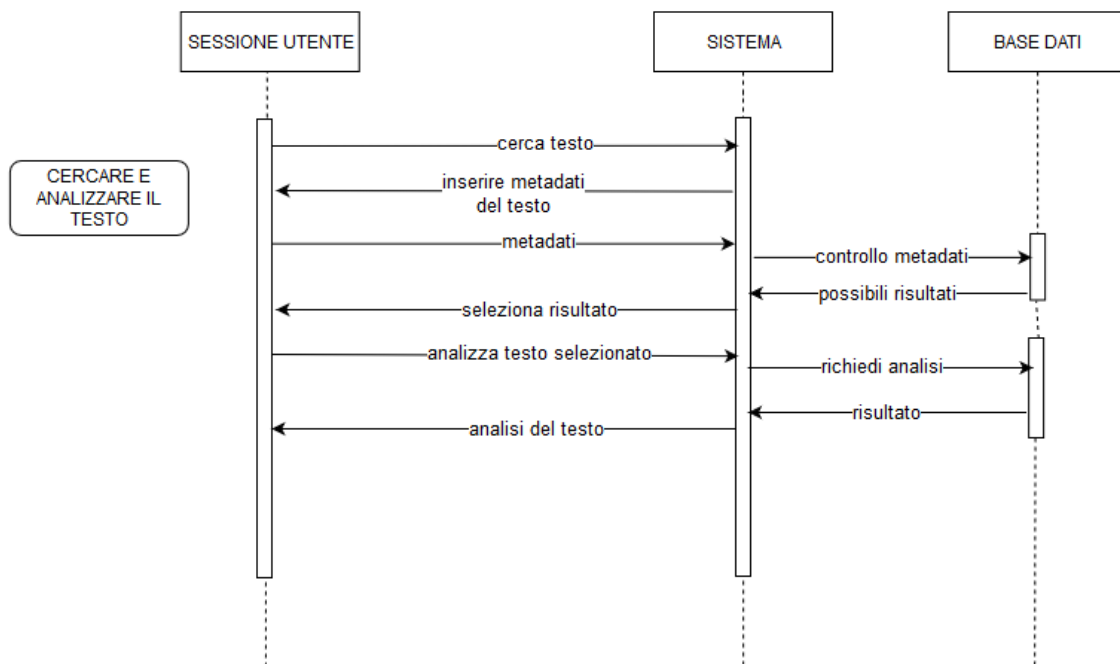 SESSIONE UTENTE
SISTEMA
BASE DATI
cerca testo
CERCARE E
ANALIZZARE IL
TESTO
inserire metadati
del testo
metadati
controllo metadati
possibili risultati
seleziona risultato
analizza testo selezionato
richiedi analisi
risultato
analisi del testo